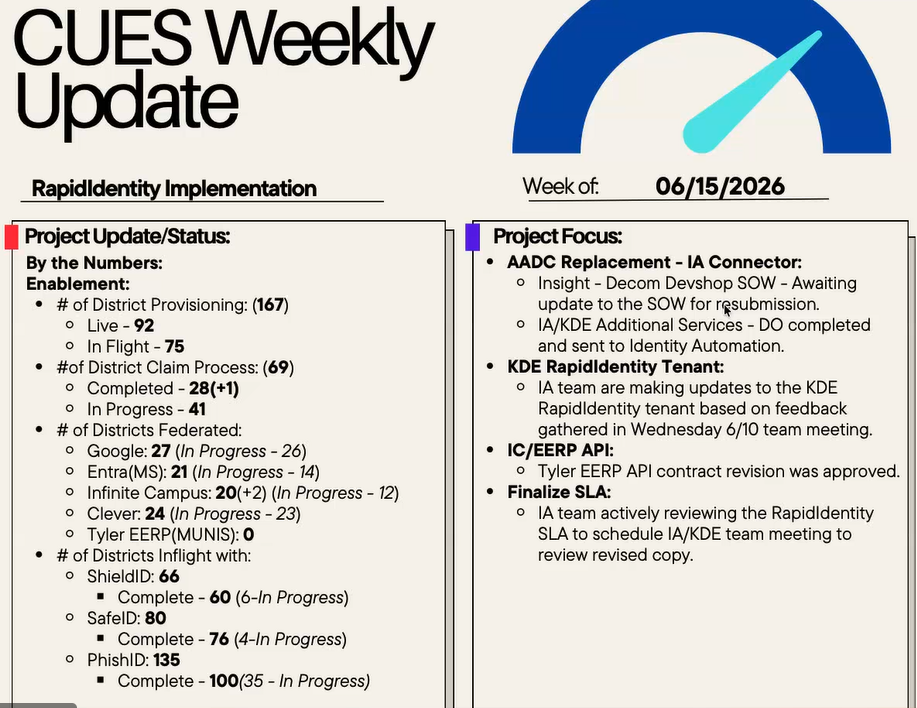 CUES Weekly
Update
RapidIdentity Implementation
Week of: 06/15/2026
Project Update/Status:
By the Numbers:
Enablement:
• # of District Provisioning: (167)
○ Live - 92
○ In Flight - 75
• #of District Claim Process: (69)
○ Completed - 28(+1)
○ In Progress - 41
• # of Districts Federated:
○ Google: 27 (In Progress - 26)
○ Entra(MS): 21 (In Progress - 14)
○ Infinite Campus: 20(+2) (In Progress - 12)
○ Clever: 24 (In Progress - 23)
○ Tyler EERP(MUNIS): 0
• # of Districts Inflight with:
○ ShieldID: 66
▪ Complete - 60 (6-In Progress)
○ SafeID: 80
▪ Complete - 76 (4-In Progress)
○ PhishID: 135
▪ Complete - 100(35 - In Progress)
Project Focus:
• AADC Replacement - IA Connector:
○ Insight - Decom Devshop SOW - Awaiting
update to the SOW for resubmission.
○ IA/KDE Additional Services - DO completed
and sent to Identity Automation.
• KDE RapidIdentity Tenant:
○ IA team are making updates to the KDE
RapidIdentity tenant based on feedback
gathered in Wednesday 6/10 team meeting.
• IC/EERP API:
○ Tyler EERP API contract revision was approved.
• Finalize SLA:
○ IA team actively reviewing the RapidIdentity
SLA to schedule IA/KDE team meeting to
review revised copy.